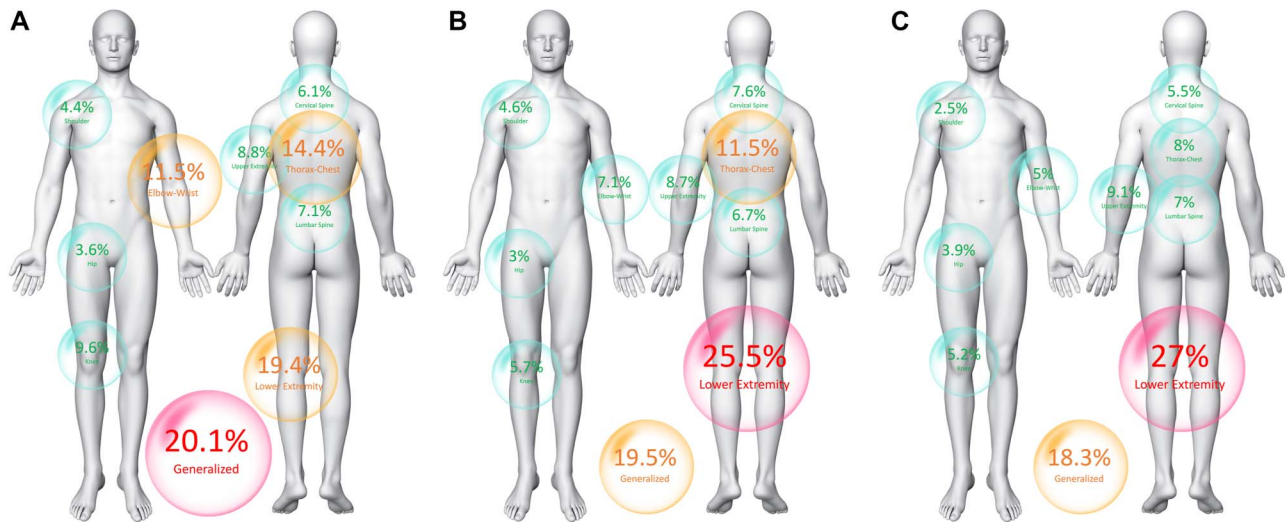 A
4.4%
Shoulder
11.5%
Elbow-Wrist
3.6%
Hip
9.6%
Knee
6.1%
Cervical Spine
8.8%
Upper Extremity
14.4%
Thorax-Chest
7.1%
Lumbar Spine
19.4%
Lower Extremity
20.1%
Generalized
B
4.6%
Shoulder
7.1%
Elbow-Wrist
3%
Hip
5.7%
Knee
7.6%
Cervical Spine
8.7%
Upper Extremity
11.5%
Thorax-Chest
6.7%
Lumbar Spine
25.5%
Lower Extremity
19.5%
Generalized
C
2.5%
Shoulder
5%
Elbow-Wrist
3.9%
Hip
5.2%
Knee
5.5%
Cervical Spine
8%
Thorax-Chest
9.1%
Upper Extremity
7%
Lumbar Spine
27%
Lower Extremity
18.3%
Generalized